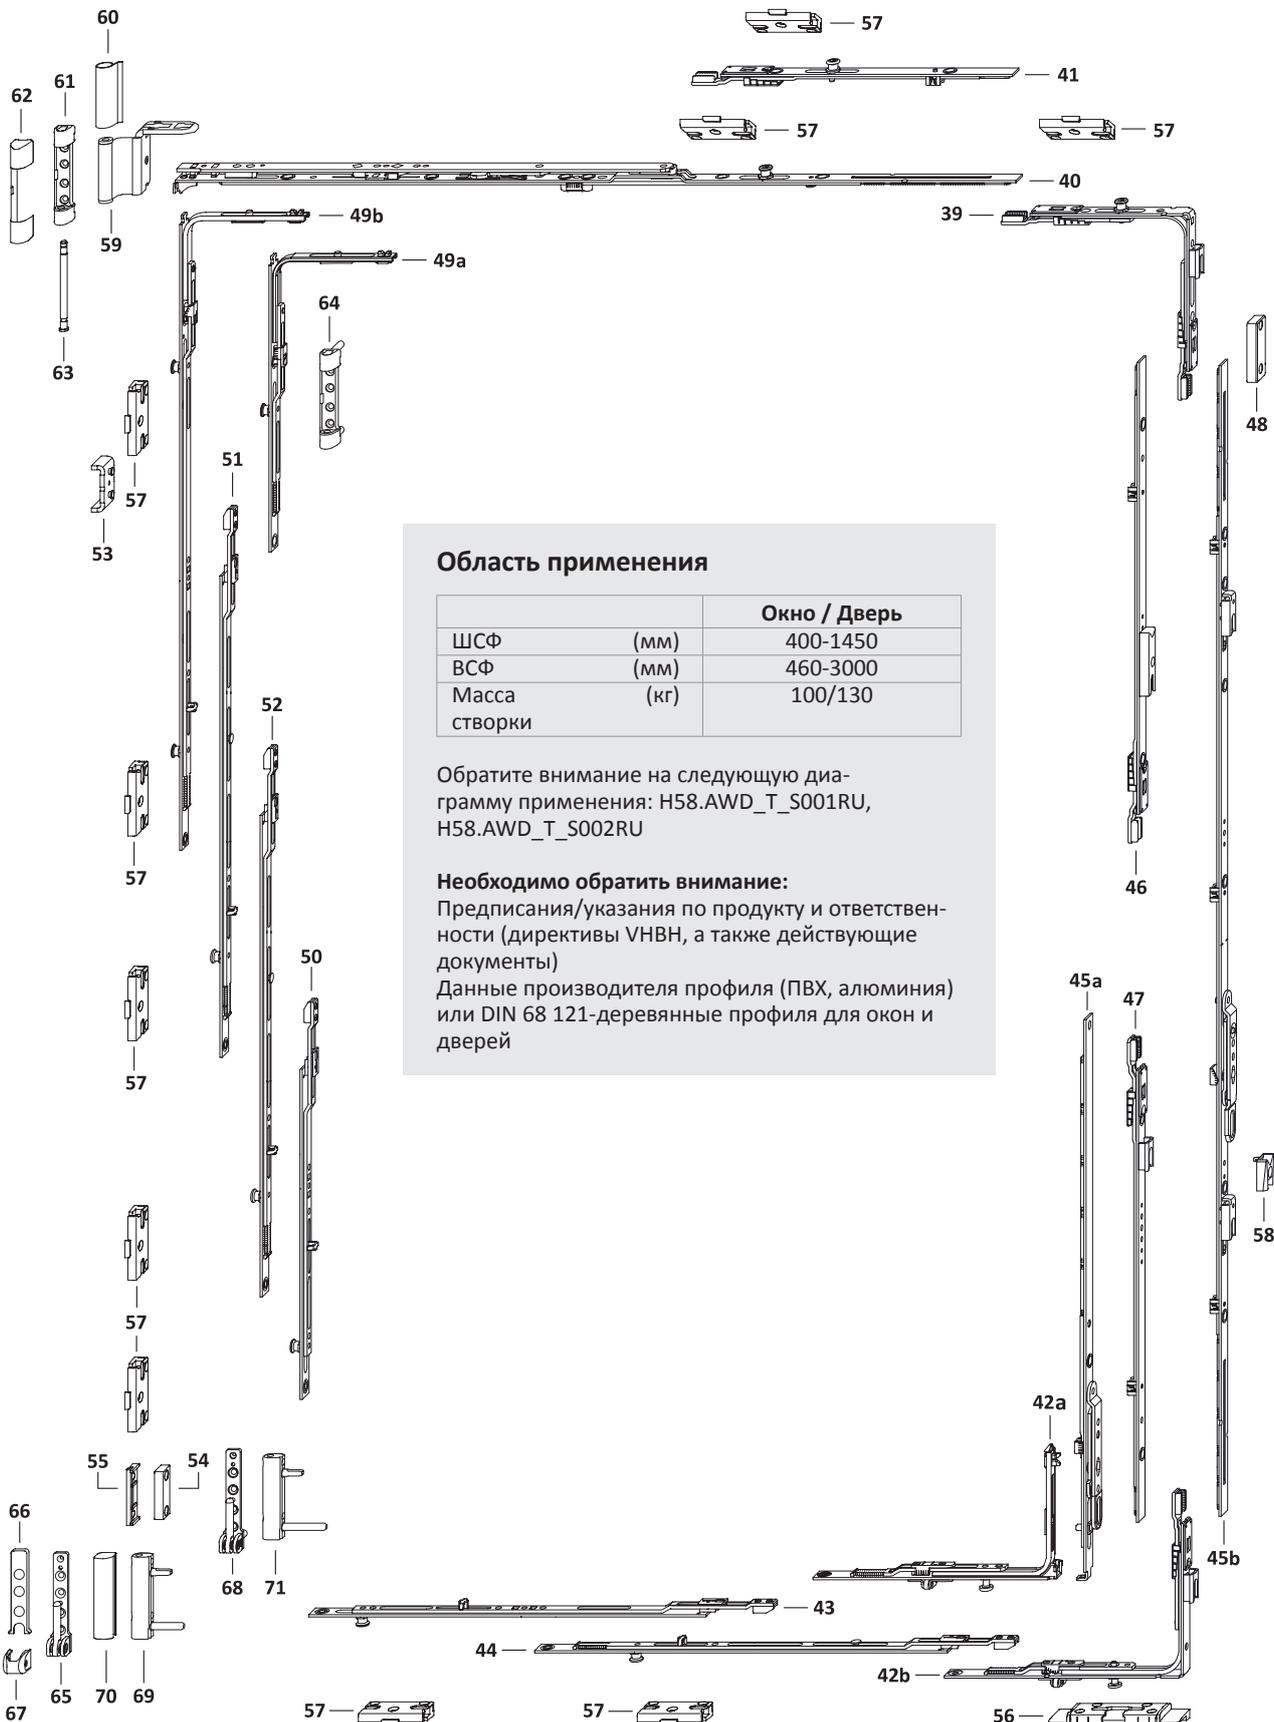 60
57
62
61
41
57
57
40
49b
39
59
49a
64
63
48
51
57
53
Область применения
Окно / Дверь
ШСФ (мм) 400-1450
ВСФ (мм) 460-3000
Масса (кг) 100/130
створки
52
Обратите внимание на следующую диа-
грамму применения: H58.AWD_T_S001RU,
H58.AWD_T_S002RU
57
46
Необходимо обратить внимание:
Предписания/указания по продукту и ответствен-
ности (директивы VHBH, а также действующие
документы)
Данные производителя профиля (ПВХ, алюминия)
или DIN 68 121-деревянные профиля для окон и
дверей
50
45a
47
57
58
57
42a
55
54
66
45b
68
71
43
44
42b
67
65
70
69
57
57
56